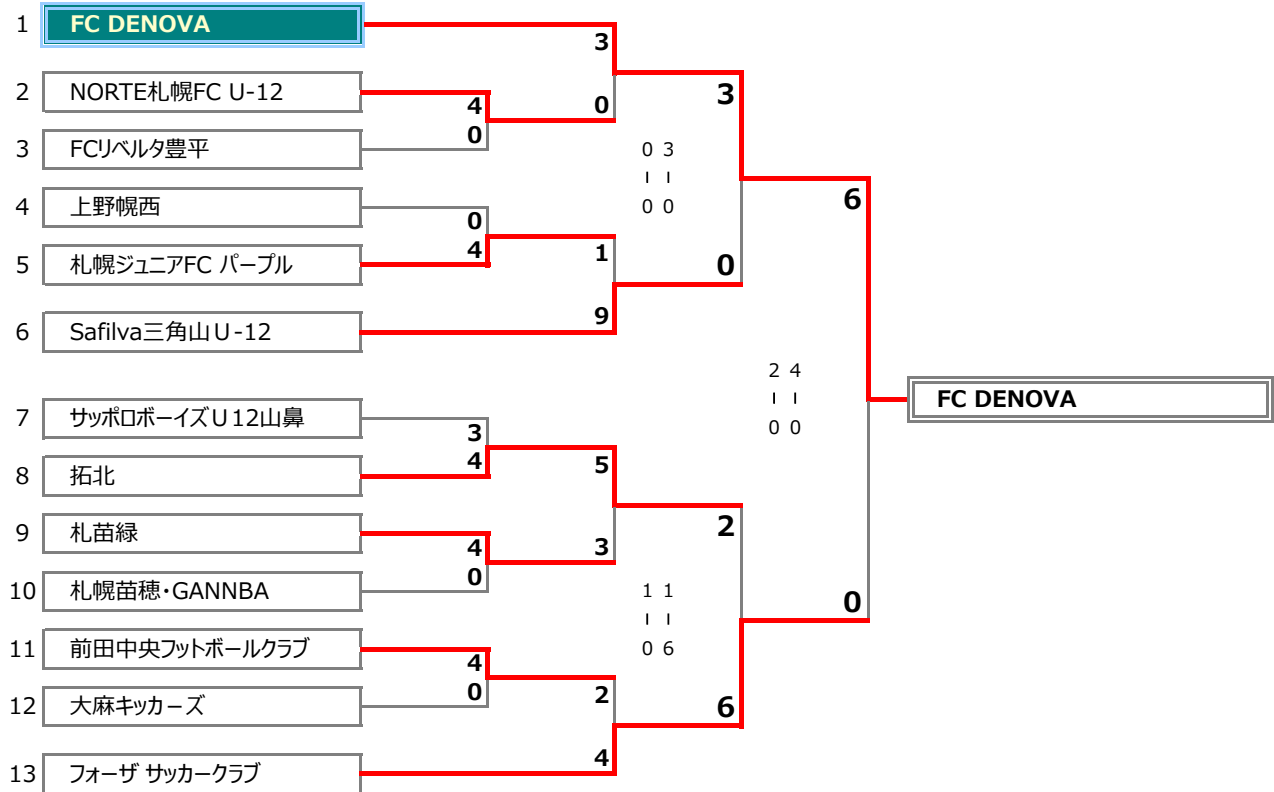 1 FC DENOVA
3
2 NORTE札幌FC U-12
4
0
3
0
3 FCリベルタ豊平
0 3
I I
0 0
4 上野幌西
0
6
5 札幌ジュニアFC パープル
4
1
0
6 Safilva三角山U-12
9
2 4
I I
0 0
FC DENOVA
7 サッポロボーイズU12山鼻
3
8 拓北
4
5
9 札苗緑
4
3
2
10 札幌苗穂・GANNBA
0
1 1
I I
0 6
0
11 前田中央フットボールクラブ
4
12 大麻キッカーズ
0
2
6
13 フォーザ サッカークラブ
4